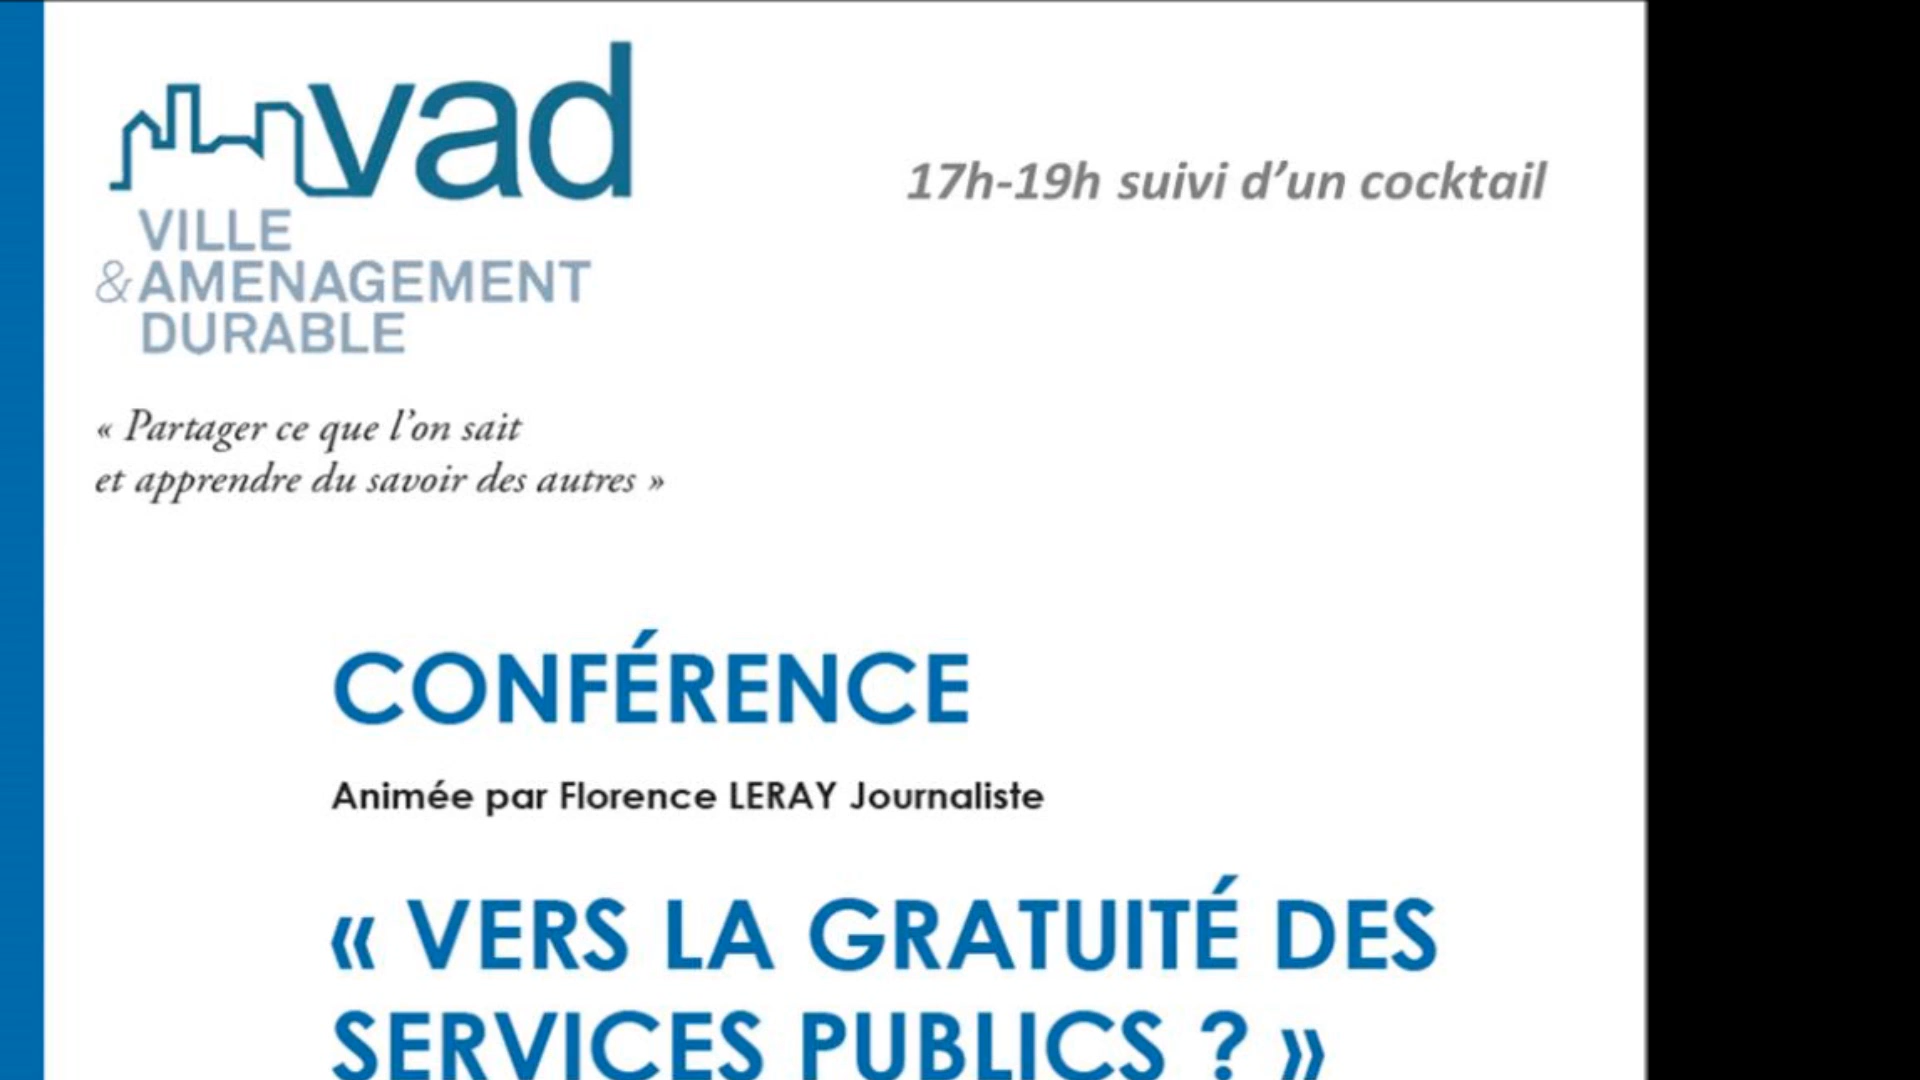 vad
17h-19h suivi d’un cocktail
VILLE
&AMENAGEMENT
DURABLE
« Partager ce que l’on sait
et apprendre du savoir des autres »
CONFÉRENCE
Animée par Florence LERAY Journaliste
« VERS LA GRATUITÉ DES
SERVICES PUBLICS ? »